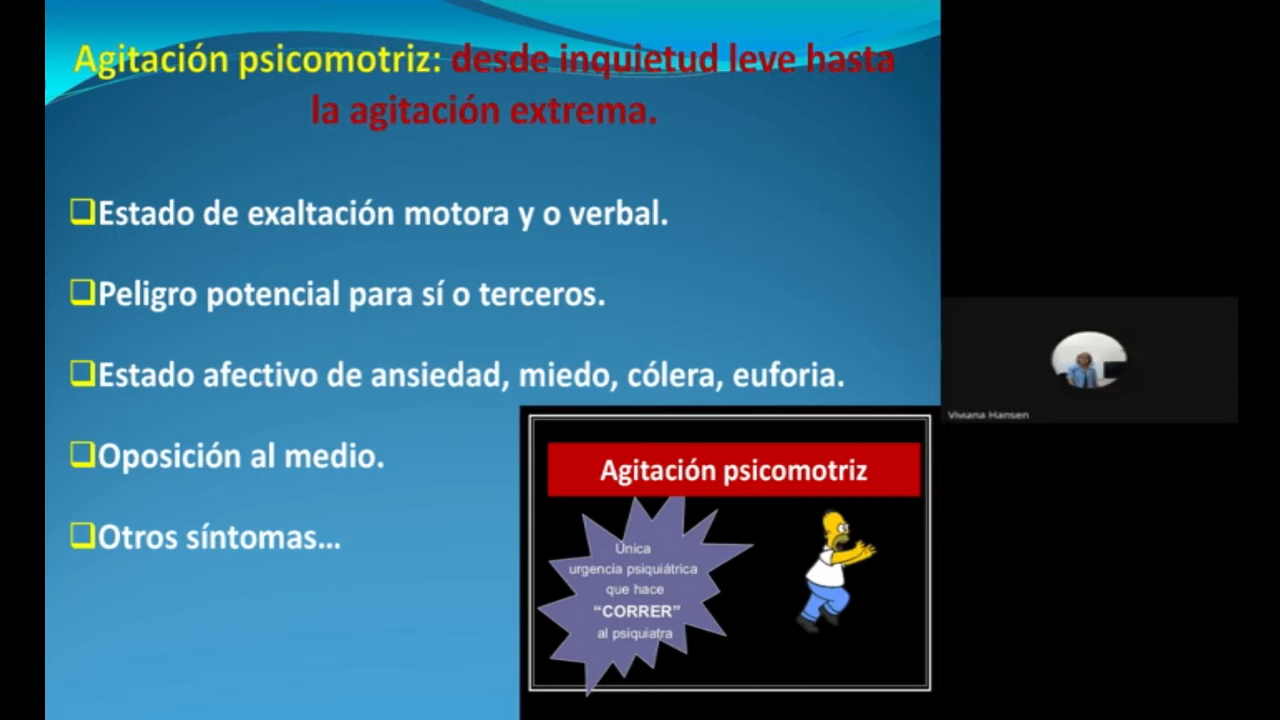 Agitación psicomotriz: desde inquietud leve hasta
la agitación extrema.
Estado de exaltación motora y o verbal.
Peligro potencial para sí o terceros.
Estado afectivo de ansiedad, miedo, cólera, euforia.
Oposición al medio.
Otros síntomas...
Agitación psicomotriz
Única
urgencia psiquiátrica
que hace
“CORRER”
al psiquiatra
Viviana Hansen